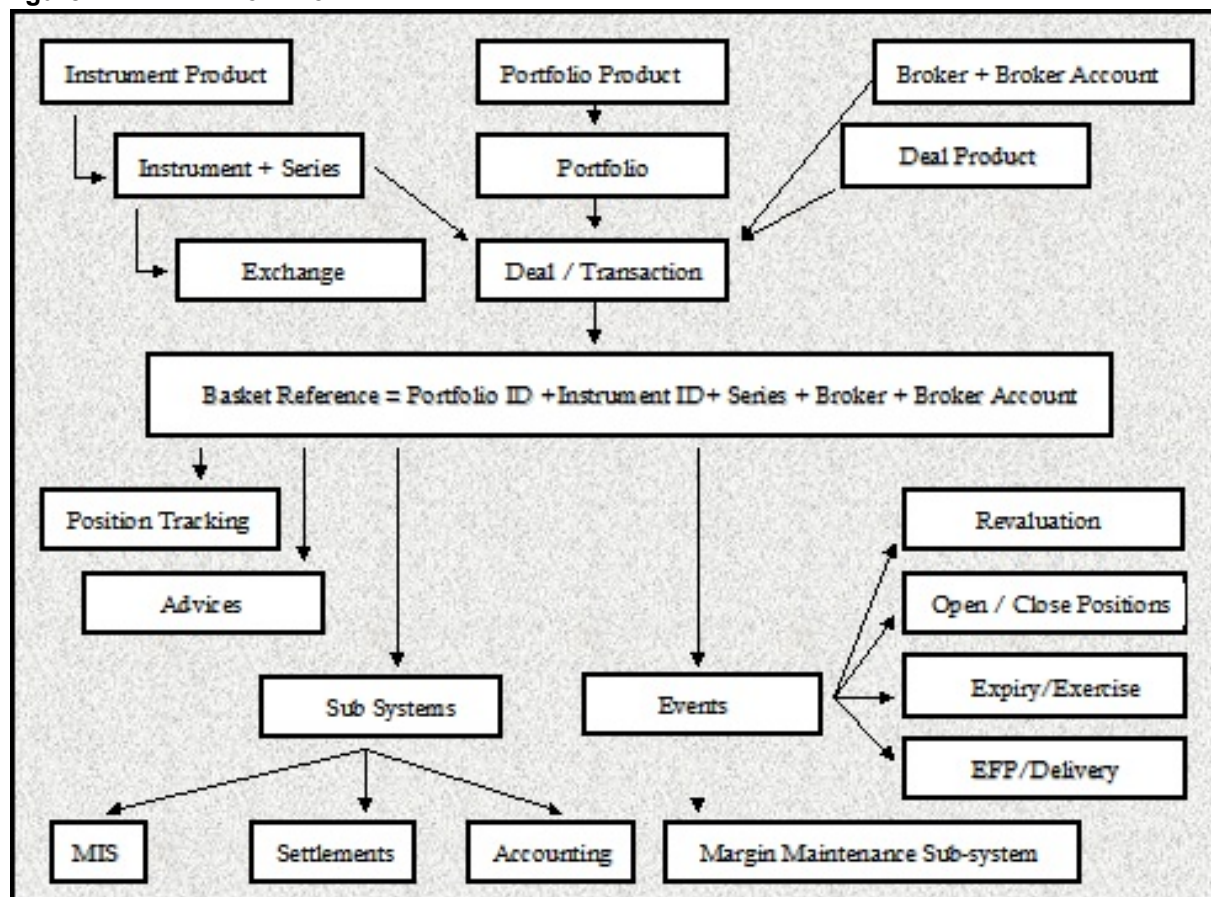 Instrument Product
Portfolio Product
Broker + Broker Account
Deal Product
Instrument + Series
Portfolio
Exchange
Deal / Transaction
Basket Reference = Portfolio ID +Instrument ID+ Series + Broker + Broker Account
Position Tracking
Revaluation
Advices
Open / Close Positions
Sub Systems
Events
Expiry/Exercise
EFP/Delivery
MIS
Settlements
Accounting
Margin Maintenance Sub-system